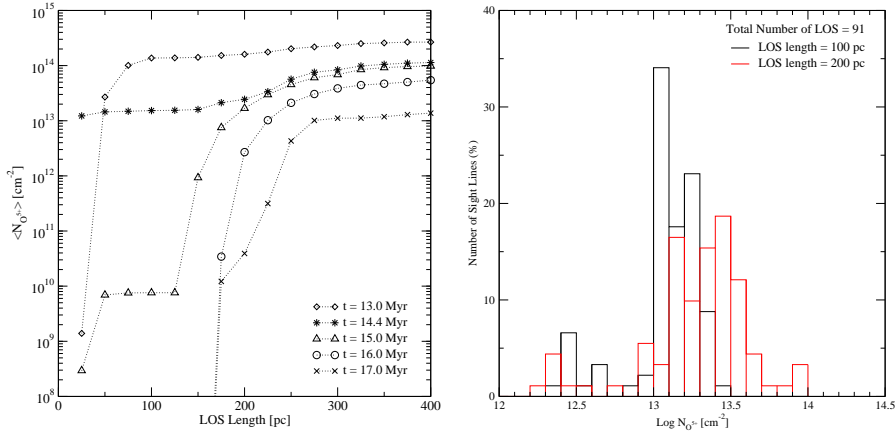 10^15
10^14
10^13
10^12
10^11
10^10
10^9
10^8
<N_O^5+> [cm^-2]
0 100 200 300 400
LOS Length [pc]
t = 13.0 Myr
t = 14.4 Myr
t = 15.0 Myr
t = 16.0 Myr
t = 17.0 Myr
40
30
20
10
0
Number of Sight Lines (%)
12 12.5 13 13.5 14 14.5
Log N_O^5+ [cm^-2]
Total Number of LOS = 91
LOS length = 100 pc
LOS length = 200 pc